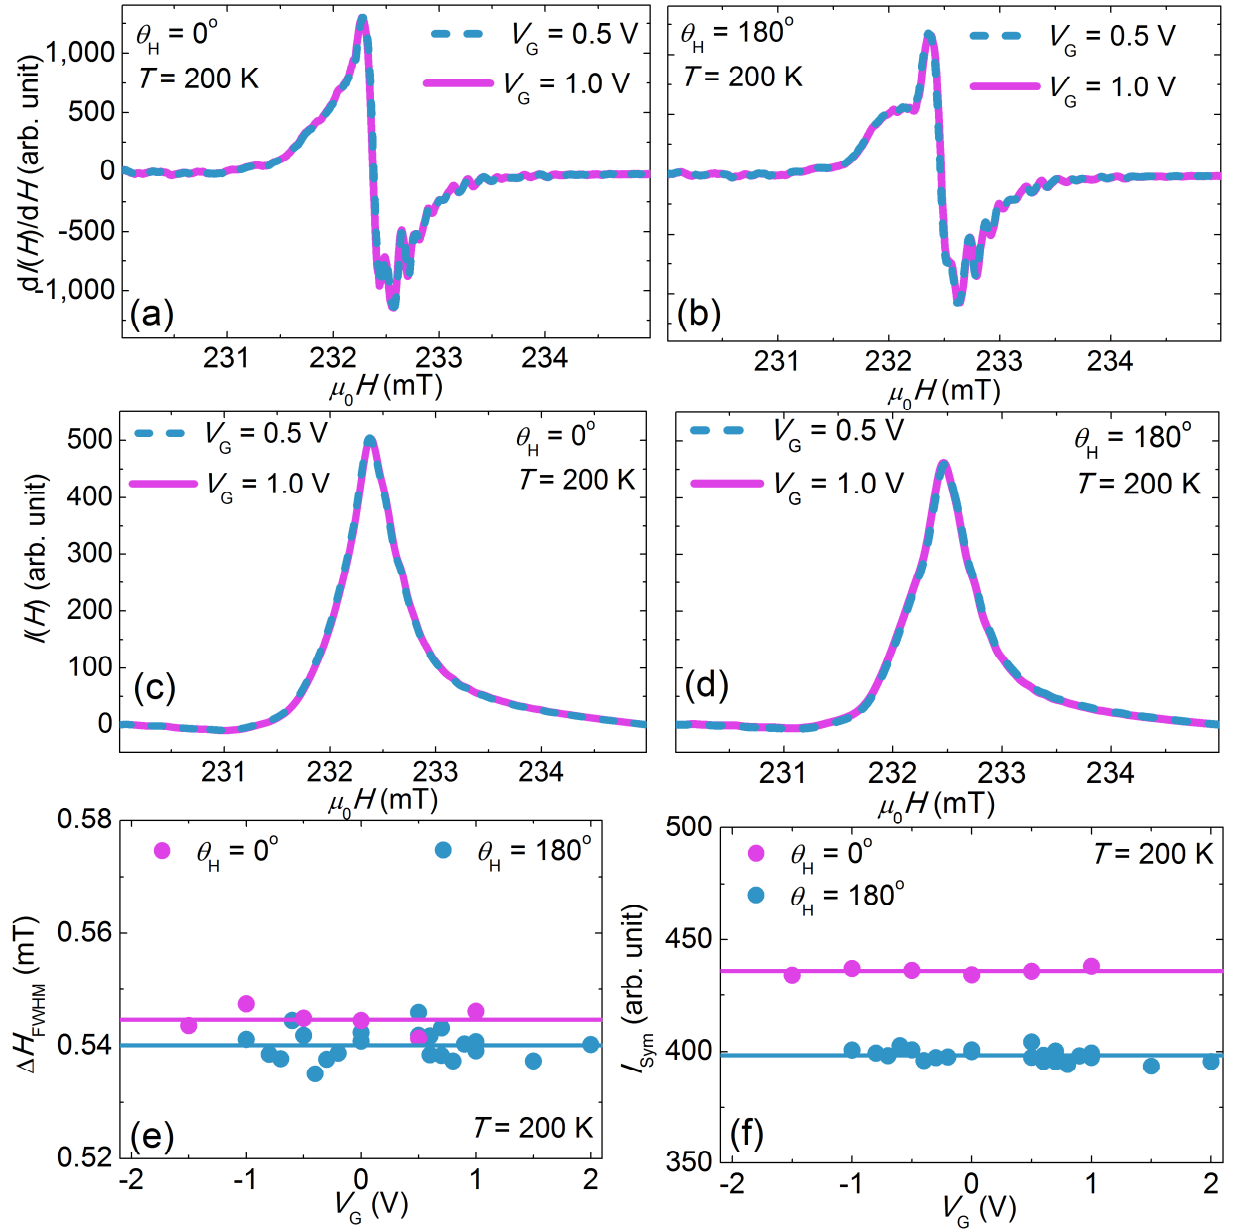 θH = 0°
VG = 0.5 V
T = 200 K
VG = 1.0 V
1,000
500
0
-500
-1,000
dI(H)/dH (arb. unit)
(a)
231 232 233 234
μ0H (mT)
θH = 180°
VG = 0.5 V
T = 200 K
VG = 1.0 V
(b)
231 232 233 234
μ0H (mT)
VG = 0.5 V
θH = 0°
VG = 1.0 V
T = 200 K
500
400
300
200
100
0
I(H) (arb. unit)
(c)
231 232 233 234
μ0H (mT)
VG = 0.5 V
θH = 180°
VG = 1.0 V
T = 200 K
(d)
231 232 233 234
μ0H (mT)
θH = 0°
θH = 180°
0.58
0.56
0.54
0.52
ΔHFWHM (mT)
(e)
T = 200 K
-2 -1 0 1 2
VG (V)
θH = 0°
T = 200 K
θH = 180°
500
450
400
350
ISym (arb. unit)
(f)
-2 -1 0 1 2
VG (V)